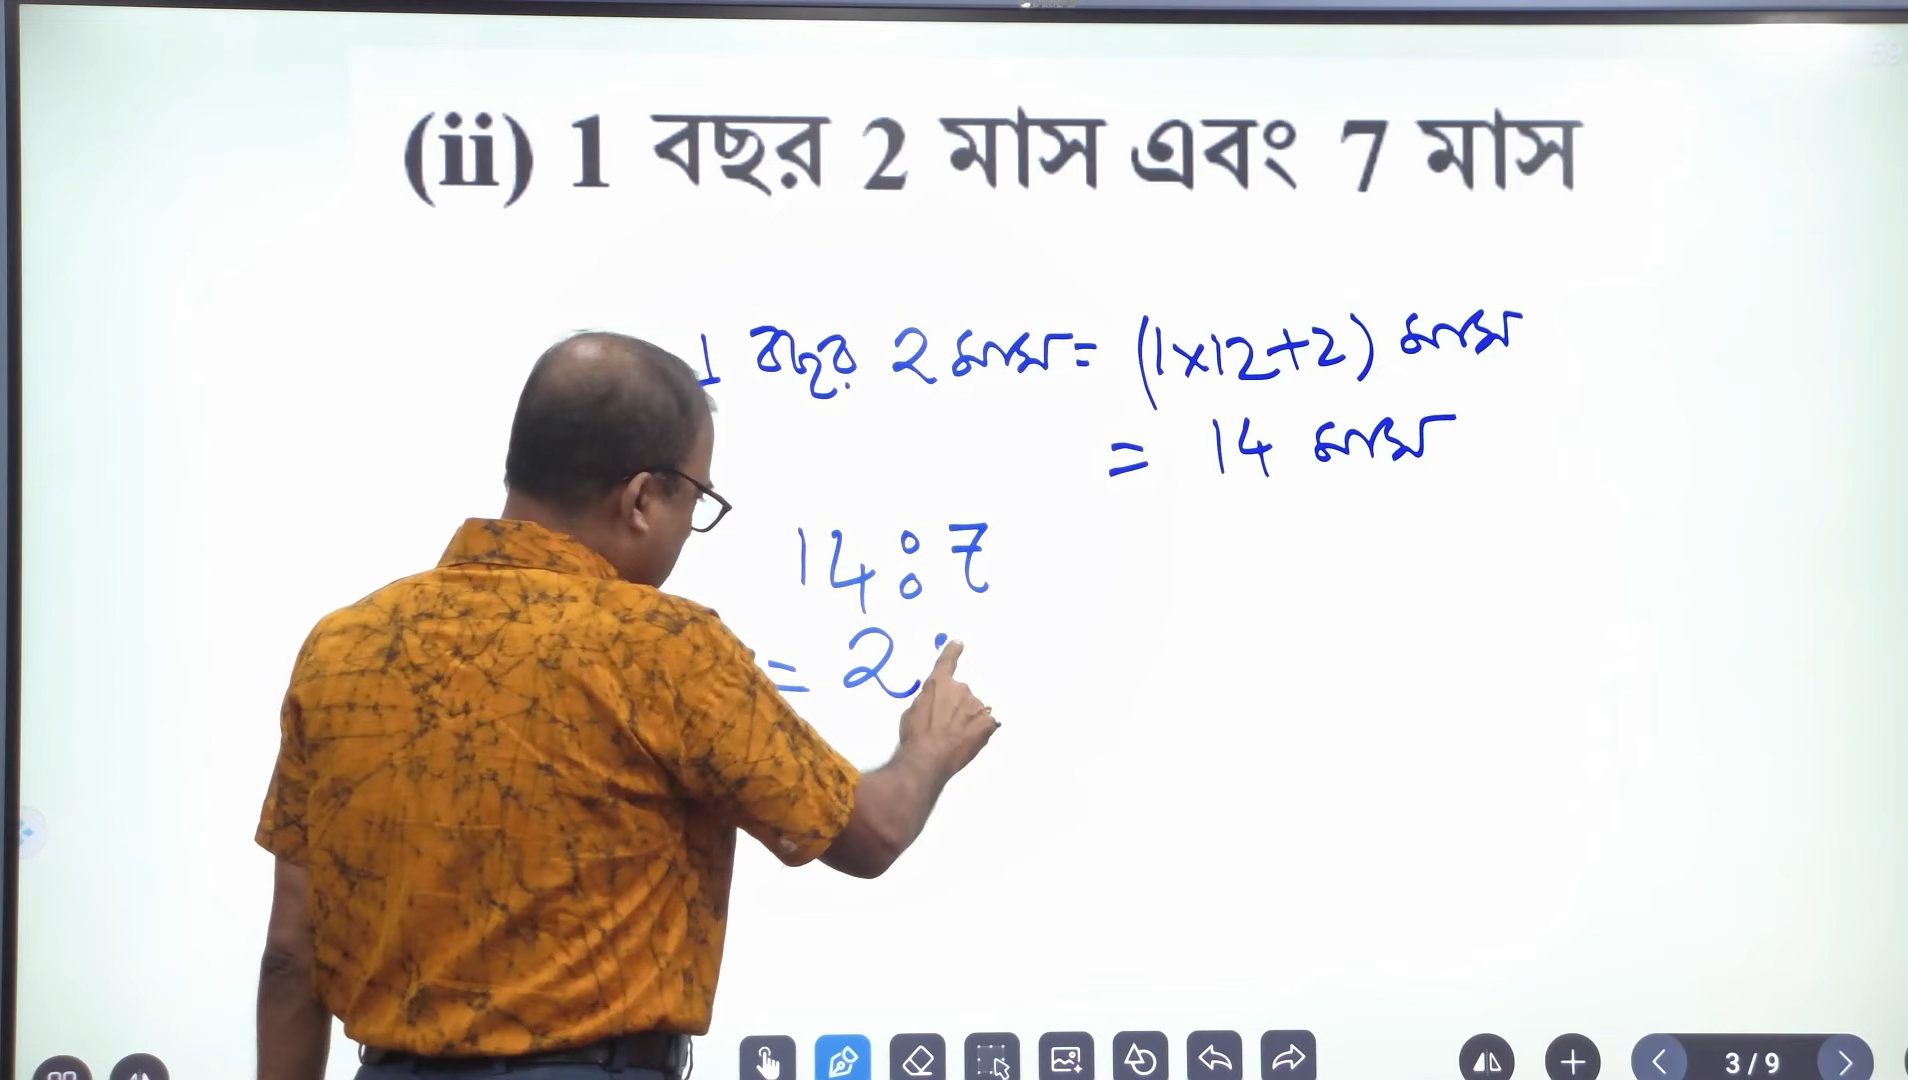 (ii) 1 বছর 2 মাস এবং 7 মাস
1 বছর 2 মাস = (1×12+2) মাস
= 14 মাস
14 : 7
= 2 :
3 / 9